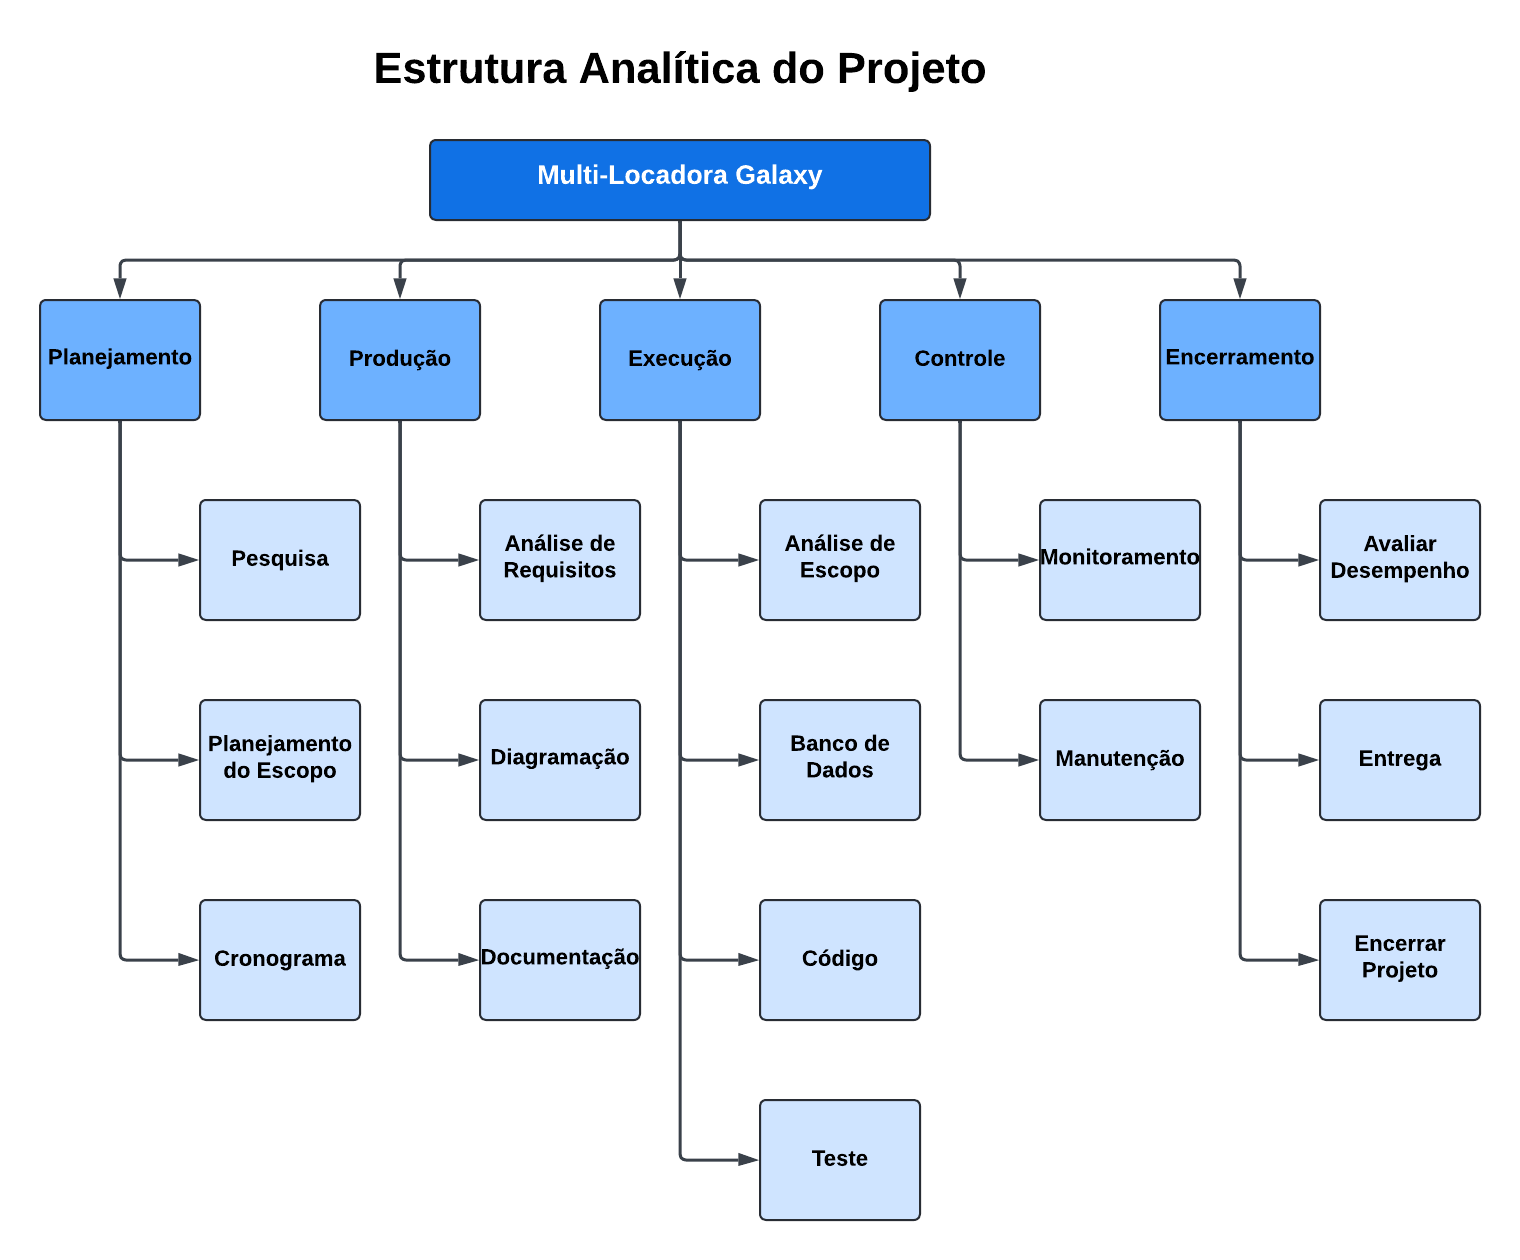 Estrutura Analítica do Projeto
Multi-Locadora Galaxy
Planejamento
Produção
Execução
Controle
Encerramento
Pesquisa
Análise de
Requisitos
Análise de
Escopo
Monitoramento
Avaliar
Desempenho
Planejamento
do Escopo
Diagramação
Banco de
Dados
Manutenção
Entrega
Cronograma
Documentação
Código
Encerrar
Projeto
Teste